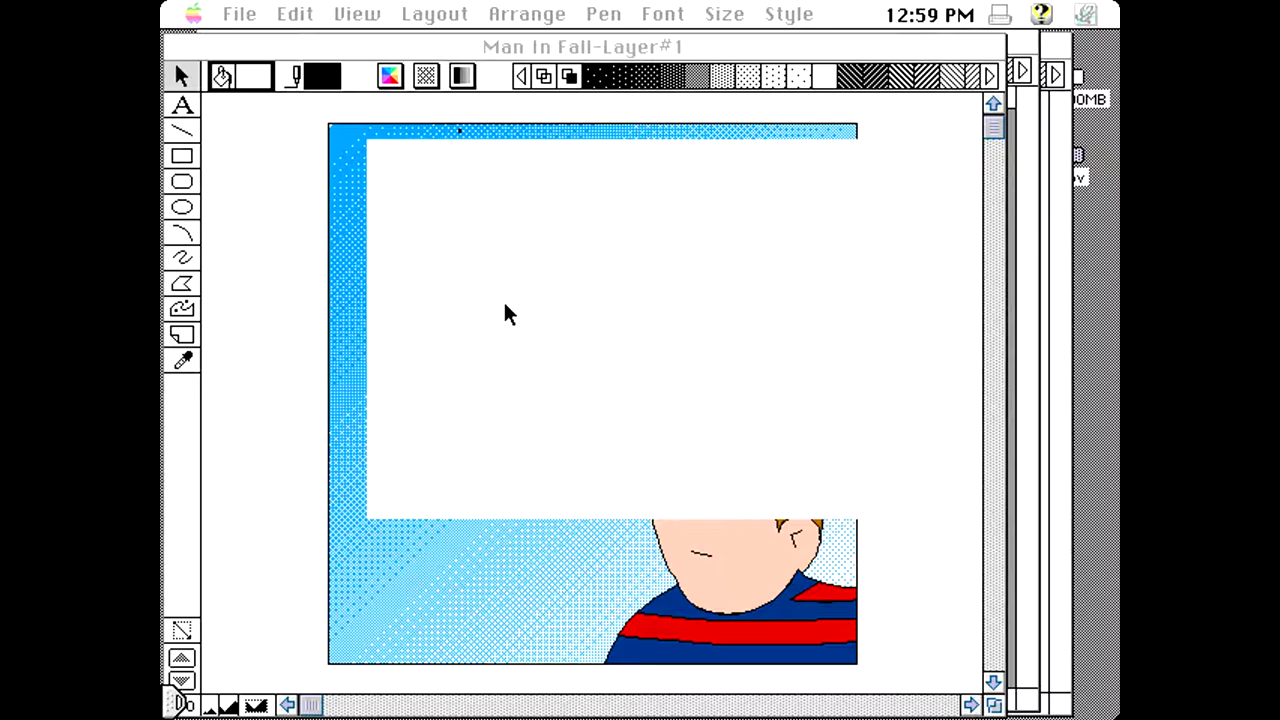 File Edit View Layout Arrange Pen Font Size Style 12:59 PM
Man In Fall-Layer#1
A